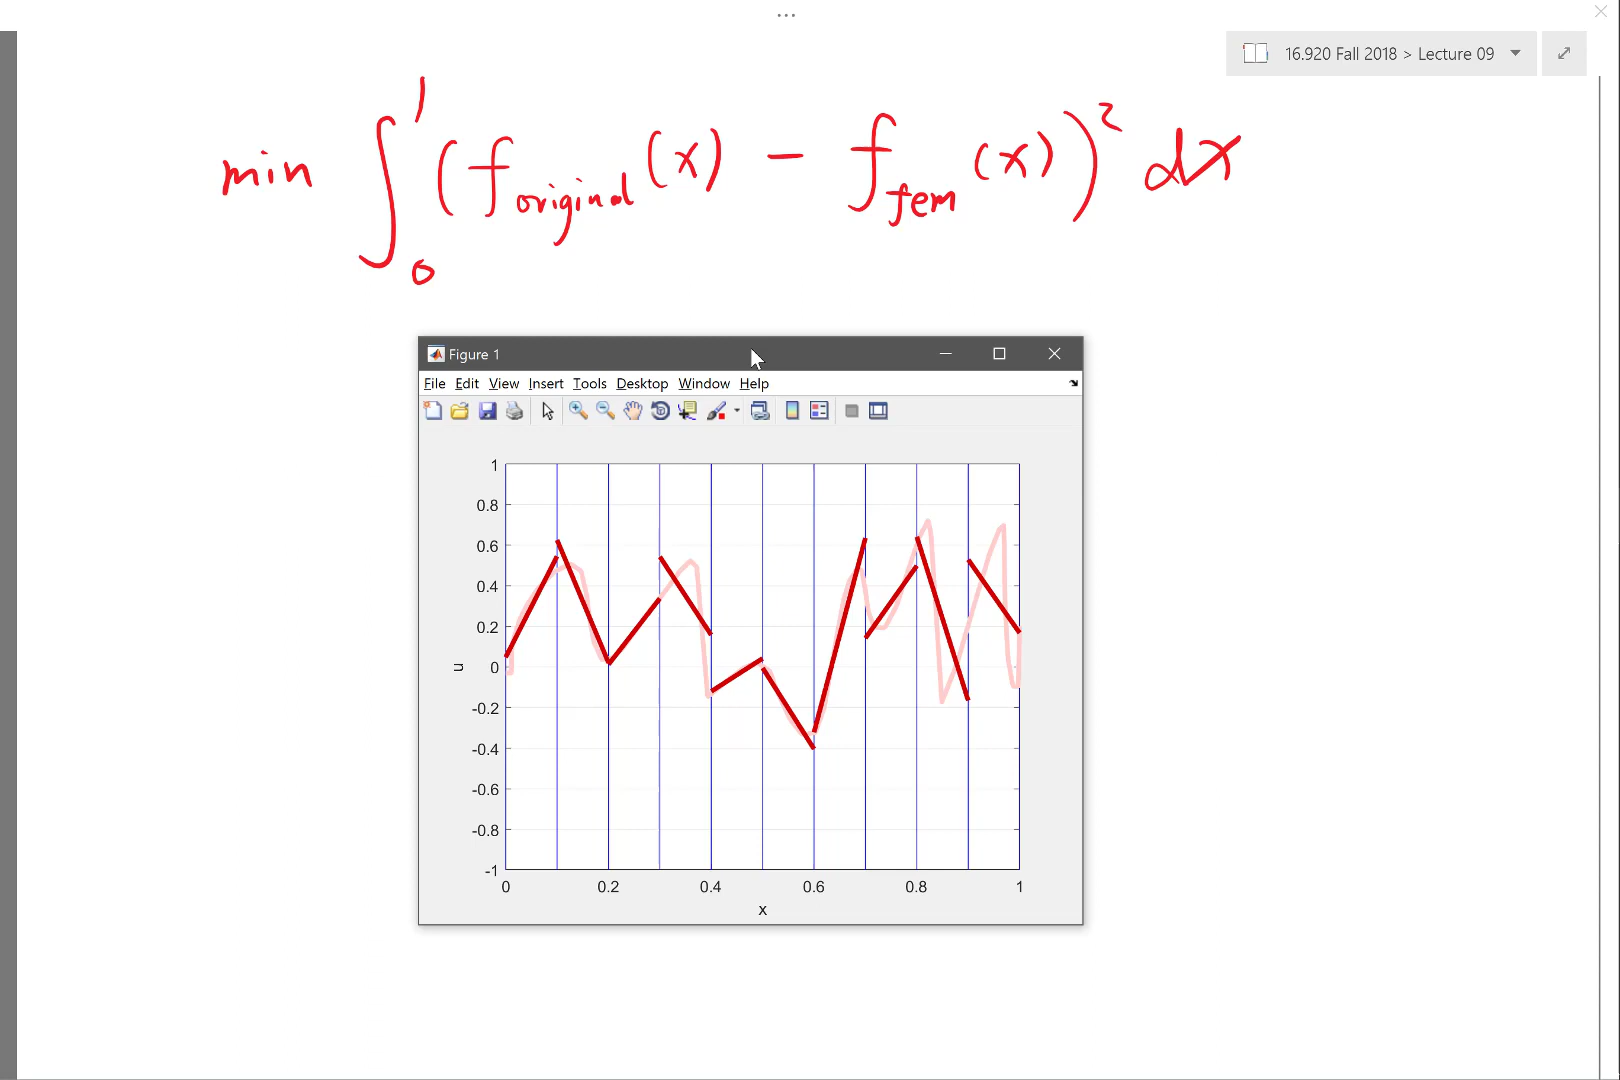 ...
16.920 Fall 2018 > Lecture 09
min ∫₀¹ (f_original(x) − f_fem(x))² dx
Figure 1
File Edit View Insert Tools Desktop Window Help
1
0.8
0.6
0.4
0.2
0
-0.2
-0.4
-0.6
-0.8
-1
u
0 0.2 0.4 0.6 0.8 1
x